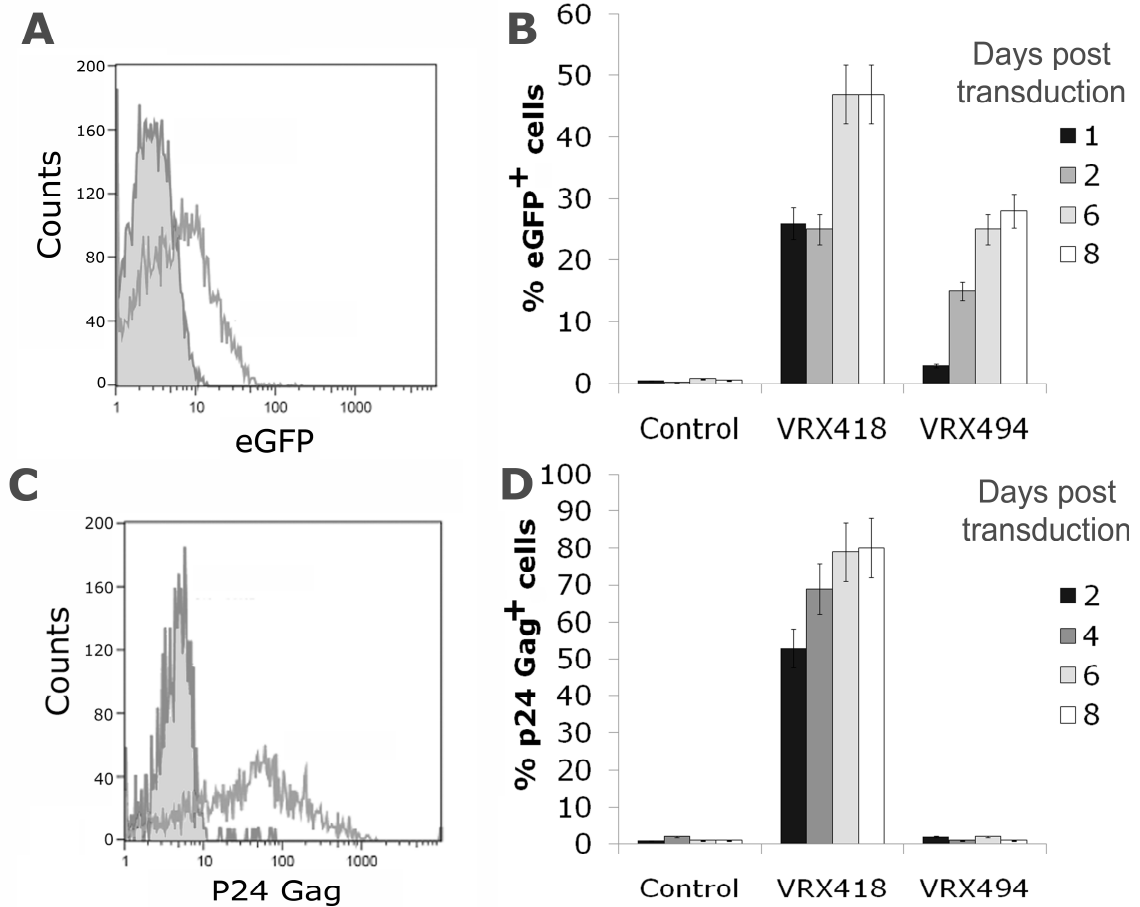 A
200
160
120
80
40
0
Counts
1 10 100 1000
eGFP
B
60
50
40
30
20
10
0
% eGFP+ cells
Days post
transduction
1
2
6
8
Control VRX418 VRX494
C
200
160
120
80
40
0
Counts
1 10 100 1000
P24 Gag
D
100
90
80
70
60
50
40
30
20
10
0
% p24 Gag+ cells
Days post
transduction
2
4
6
8
Control VRX418 VRX494